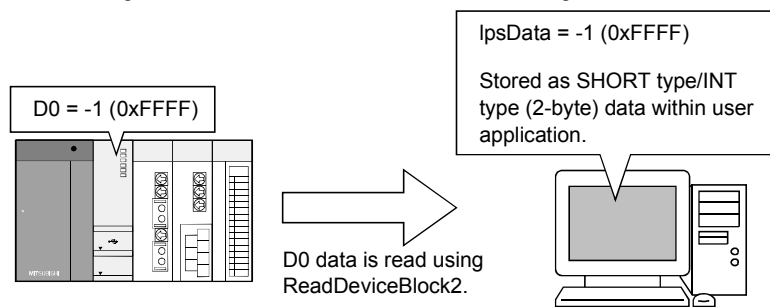 lpsData = -1 (0xFFFF)
Stored as SHORT type/INT
type (2-byte) data within user
application.
D0 = -1 (0xFFFF)
MITSUBISHI
D0 data is read using
ReadDeviceBlock2.